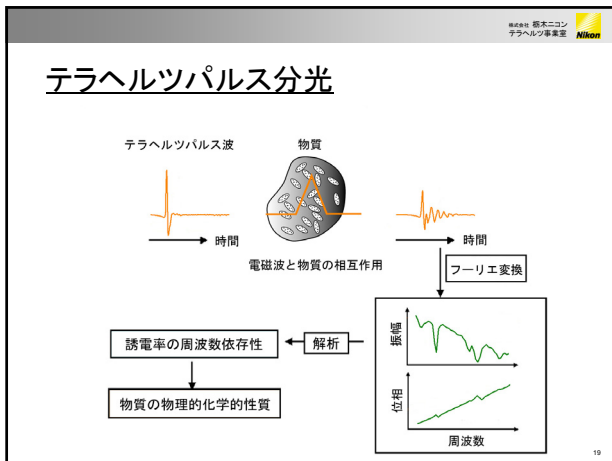 株式会社 栃木ニコン
テラヘルツ事業室
Nikon
テラヘルツパルス分光
テラヘルツパルス波
物質
時間
時間
電磁波と物質の相互作用
フーリエ変換
振幅
誘電率の周波数依存性
解析
位相
物質の物理的化学的性質
周波数
19